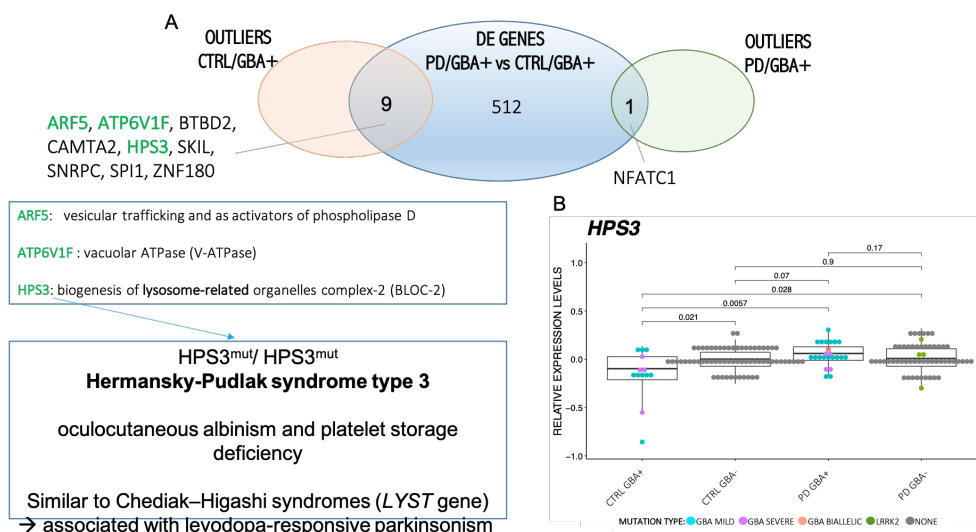 A
OUTLIERS
CTRL/GBA+
DE GENES
PD/GBA+ vs CTRL/GBA+
OUTLIERS
PD/GBA+
9
512
1
ARF5, ATP6V1F, BTBD2,
CAMTA2, HPS3, SKIL,
SNRPC, SPI1, ZNF180
NFATC1
ARF5: vesicular trafficking and as activators of phospholipase D
ATP6V1F : vacuolar ATPase (V-ATPase)
HPS3: biogenesis of lysosome-related organelles complex-2 (BLOC-2)
HPS3mut/ HPS3mut
Hermansky-Pudlak syndrome type 3
oculocutaneous albinism and platelet storage
deficiency
Similar to Chediak–Higashi syndromes (LYST gene)
→ associated with levodopa-responsive parkinsonism
B
HPS3
RELATIVE EXPRESSION LEVELS
1.0
0.5
0.0
−0.5
−1.0
0.17
0.9
0.07
0.028
0.0057
0.021
CTRL GBA+
CTRL GBA-
PD GBA+
PD GBA-
MUTATION TYPE: GBA MILD GBA SEVERE GBA BIALLELIC LRRK2 NONE